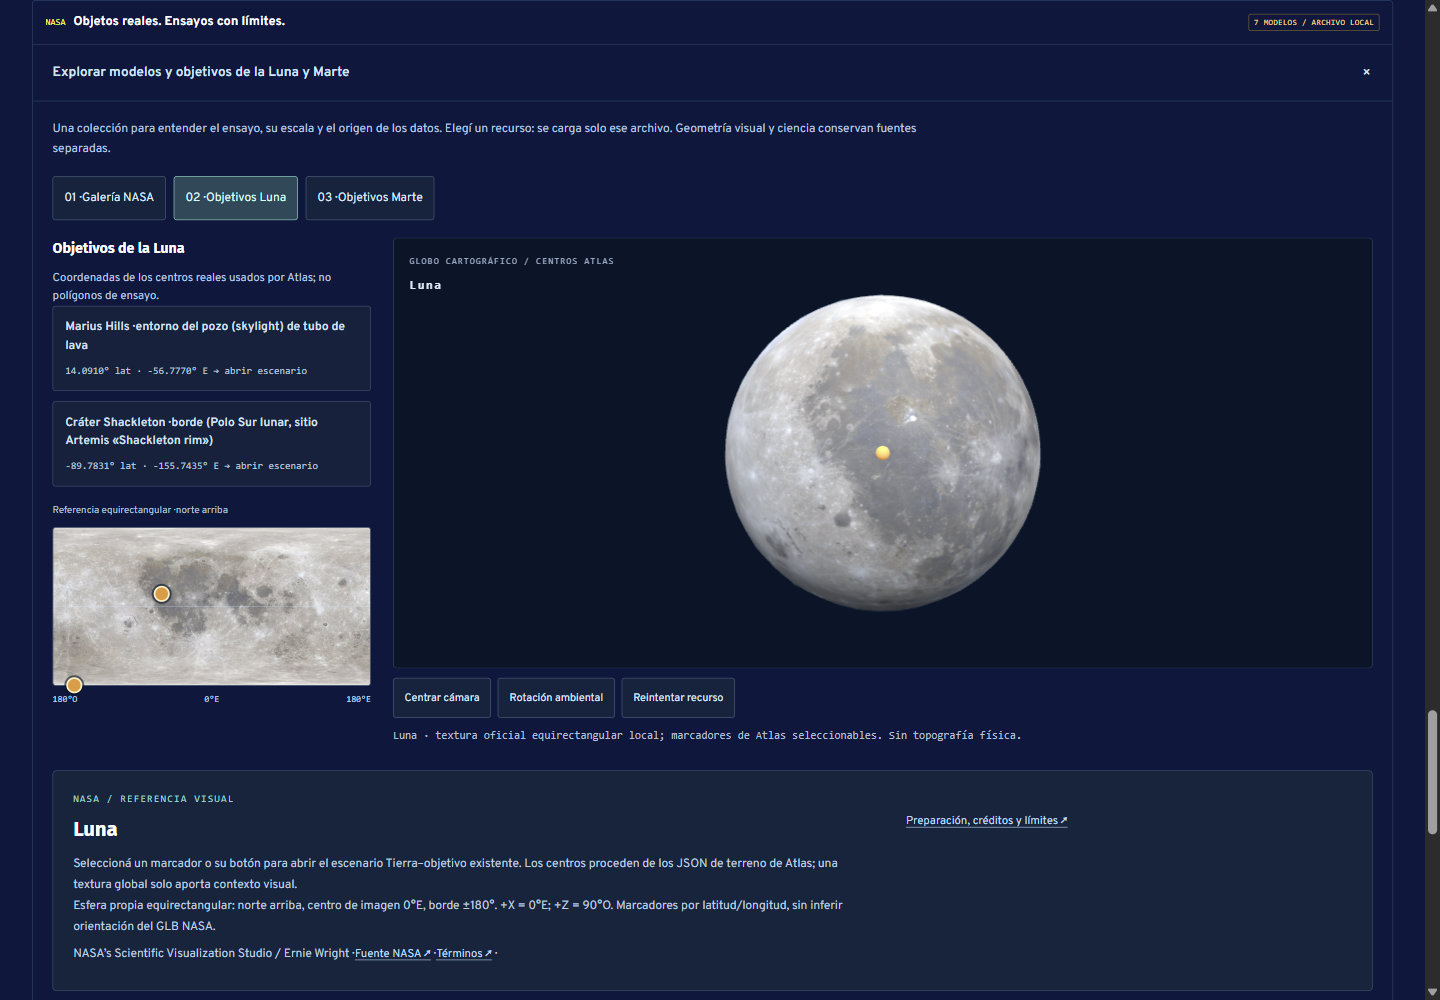 NASA Objetos reales. Ensayos con límites.
7 MODELOS / ARCHIVO LOCAL
Explorar modelos y objetivos de la Luna y Marte
×
Una colección para entender el ensayo, su escala y el origen de los datos. Elegí un recurso: se carga solo ese archivo. Geometría visual y ciencia conservan fuentes
separadas.
01 ·Galería NASA
02 ·Objetivos Luna
03 ·Objetivos Marte
Objetivos de la Luna
Coordenadas de los centros reales usados por Atlas; no
polígonos de ensayo.
Marius Hills ·entorno del pozo (skylight) de tubo de
lava
14.0910° lat · -56.7770° E → abrir escenario
Cráter Shackleton ·borde (Polo Sur lunar, sitio
Artemis «Shackleton rim»)
-89.7831° lat · -155.7435° E → abrir escenario
Referencia equirectangular ·norte arriba
180°O
0°E
180°E
GLOBO CARTOGRÁFICO / CENTROS ATLAS
Luna
Centrar cámara
Rotación ambiental
Reintentar recurso
Luna · textura oficial equirectangular local; marcadores de Atlas seleccionables. Sin topografía física.
NASA / REFERENCIA VISUAL
Luna
Seleccioná un marcador o su botón para abrir el escenario Tierra–objetivo existente. Los centros proceden de los JSON de terreno de Atlas; una
textura global solo aporta contexto visual.
Esfera propia equirectangular: norte arriba, centro de imagen 0°E, borde ±180°. +X = 0°E; +Z = 90°O. Marcadores por latitud/longitud, sin inferir
orientación del GLB NASA.
NASA's Scientific Visualization Studio / Ernie Wright ·Fuente NASA↗ ·Términos↗ ·
Preparación, créditos y límites↗